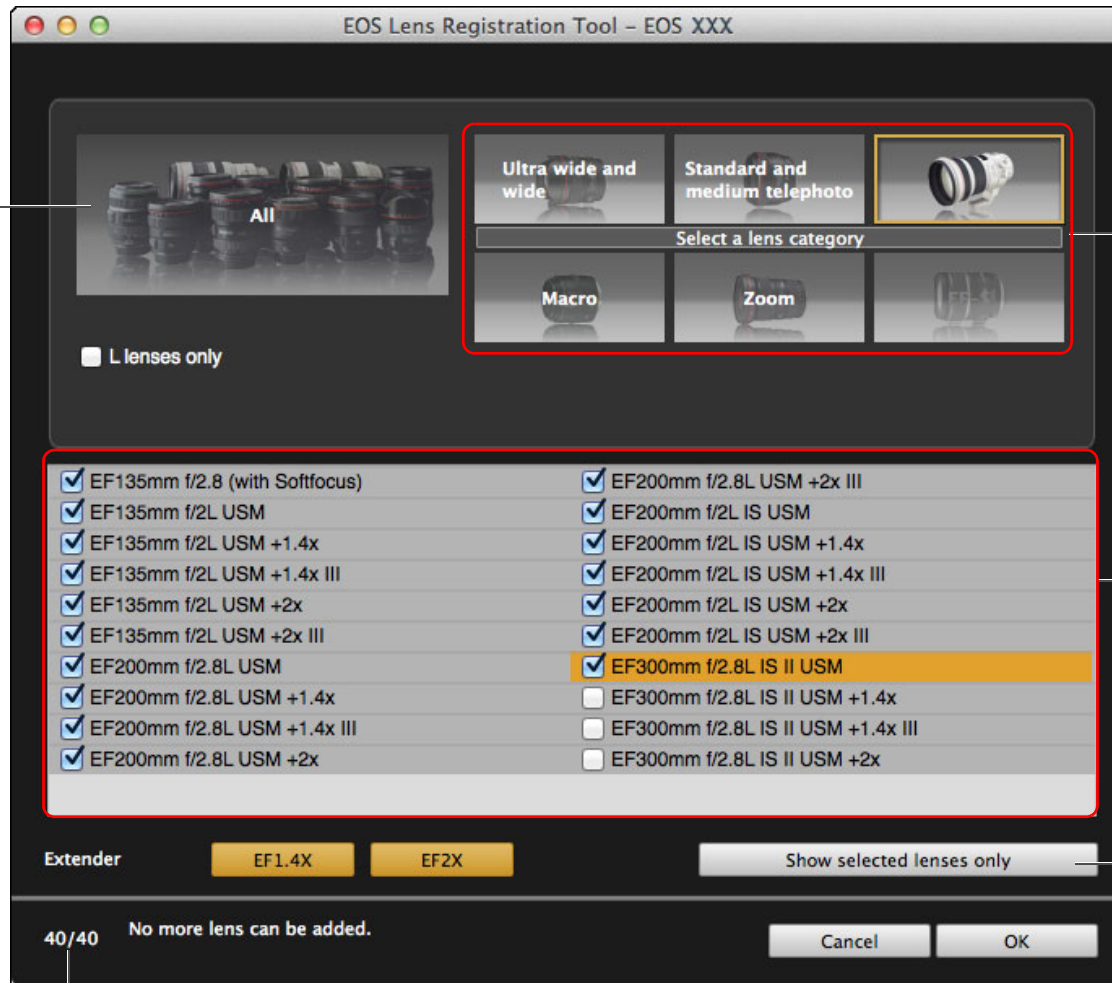 EOS Lens Registration Tool – EOS XXX
All
Ultra wide and
wide
Standard and
medium telephoto
Select a lens category
Macro
Zoom
L lenses only
EF135mm f/2.8 (with Softfocus)
EF135mm f/2L USM
EF135mm f/2L USM +1.4x
EF135mm f/2L USM +1.4x III
EF135mm f/2L USM +2x
EF135mm f/2L USM +2x III
EF200mm f/2.8L USM
EF200mm f/2.8L USM +1.4x
EF200mm f/2.8L USM +1.4x III
EF200mm f/2.8L USM +2x
EF200mm f/2.8L USM +2x III
EF200mm f/2L IS USM
EF200mm f/2L IS USM +1.4x
EF200mm f/2L IS USM +1.4x III
EF200mm f/2L IS USM +2x
EF200mm f/2L IS USM +2x III
EF300mm f/2.8L IS II USM
EF300mm f/2.8L IS II USM +1.4x
EF300mm f/2.8L IS II USM +1.4x III
EF300mm f/2.8L IS II USM +2x
Extender
EF1.4X
EF2X
Show selected lenses only
40/40
No more lens can be added.
Cancel
OK